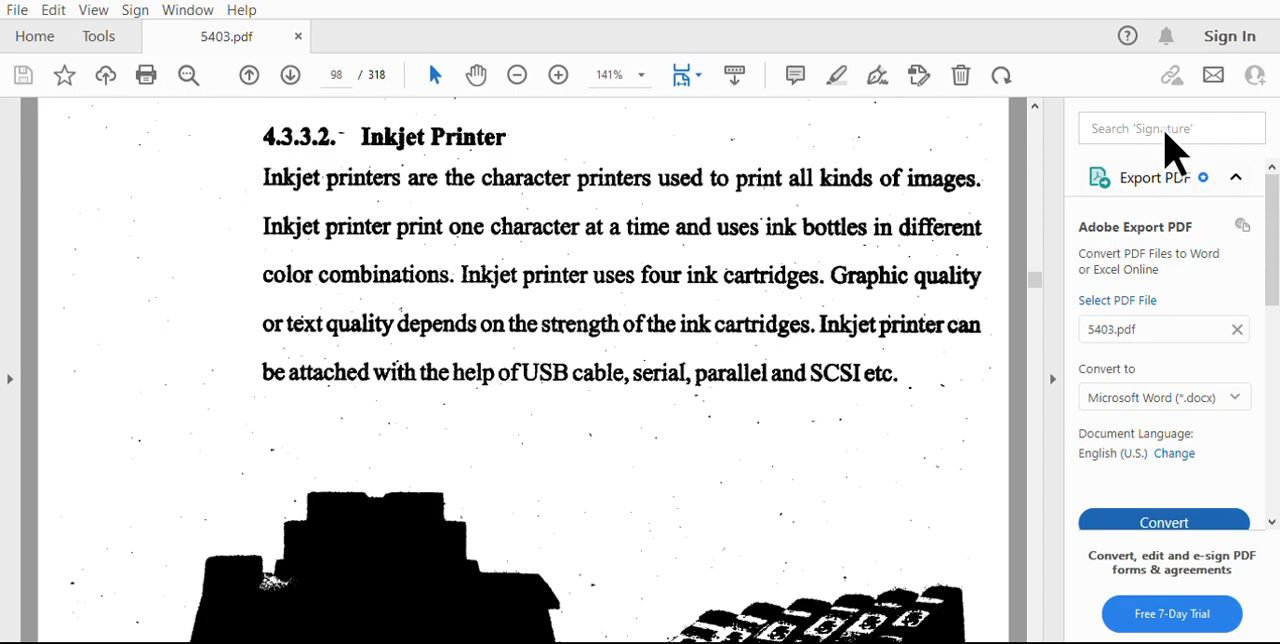 File Edit View Sign Window Help
Home Tools 5403.pdf × Sign In
98 / 318 141%
4.3.3.2. Inkjet Printer
Inkjet printers are the character printers used to print all kinds of images.
Inkjet printer print one character at a time and uses ink bottles in different
color combinations. Inkjet printer uses four ink cartridges. Graphic quality
or text quality depends on the strength of the ink cartridges. Inkjet printer can
be attached with the help of USB cable, serial, parallel and SCSI etc.
Search 'Signature'
Export PDF
Adobe Export PDF
Convert PDF Files to Word
or Excel Online
Select PDF File
5403.pdf
Convert to
Microsoft Word (*.docx)
Document Language:
English (U.S.) Change
Convert
Convert, edit and e-sign PDF
forms & agreements
Free 7-Day Trial